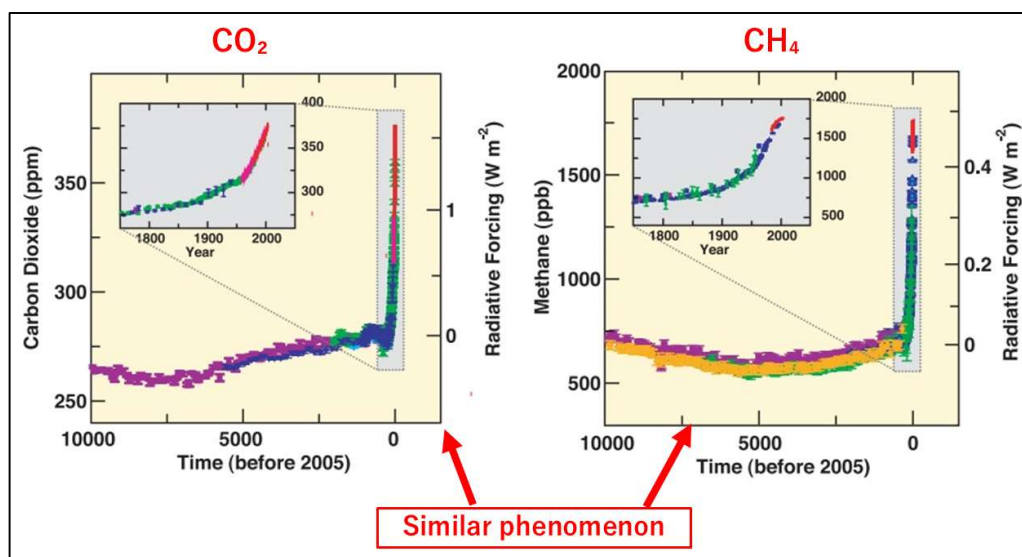 CO₂
Carbon Dioxide (ppm)
350
300
250
400
350
300
1800 1900 2000
Year
1
0
Radiative Forcing (W m⁻²)
10000 5000 0
Time (before 2005)
CH₄
Methane (ppb)
2000
1500
1000
500
2000
1500
1000
500
1800 1900 2000
Year
0.4
0.2
0
Radiative Forcing (W m⁻²)
10000 5000 0
Time (before 2005)
Similar phenomenon